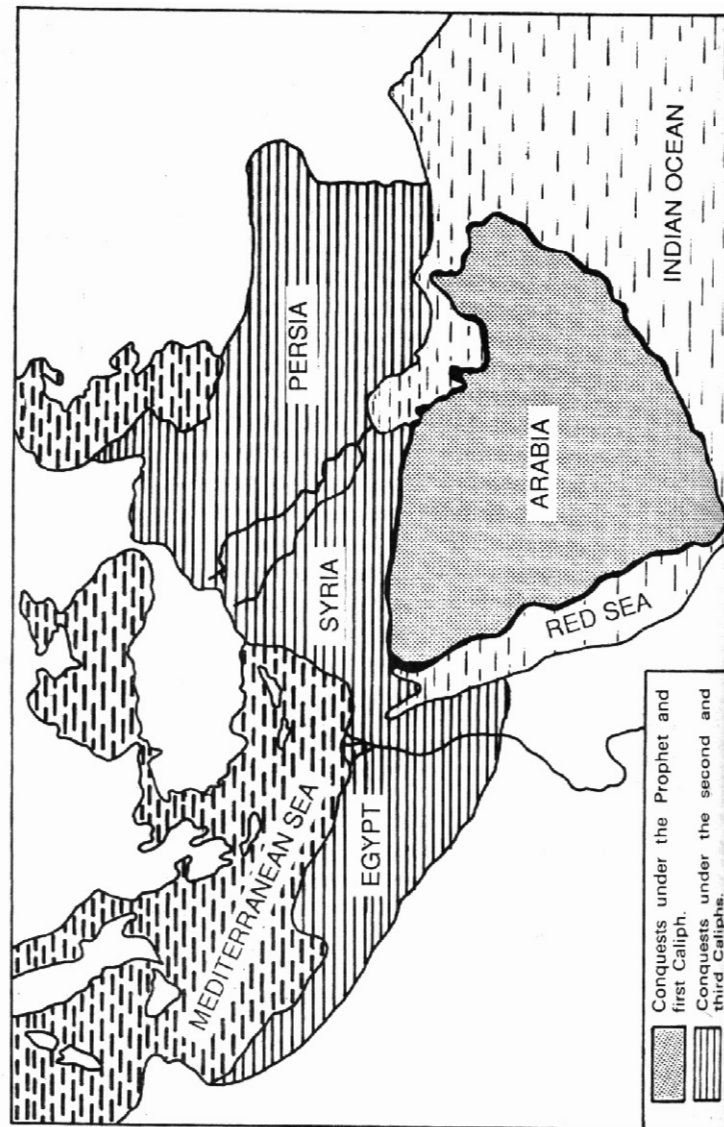 PERSIA
INDIAN OCEAN
SYRIA
ARABIA
MEDITERRANEAN SEA
EGYPT
RED SEA
Conquests under the Prophet and
first Caliph.
Conquests under the second and
third Caliphs.